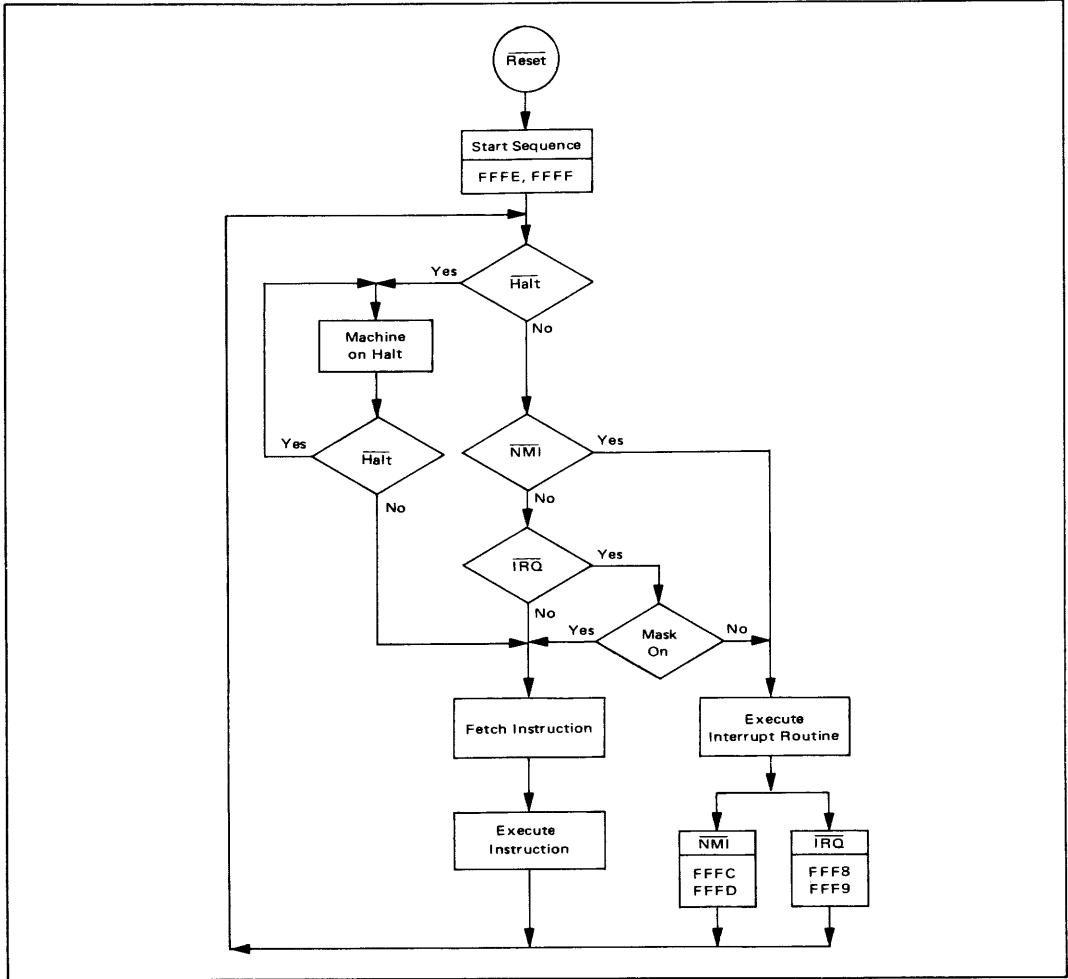 Reset
Start Sequence
FFFE, FFFF
Halt
Yes
No
Machine
on Halt
Halt
Yes
No
NMI
Yes
No
IRQ
Yes
No
Mask
On
Yes
No
Fetch Instruction
Execute
Interrupt Routine
Execute
Instruction
NMI
FFFC
FFFD
IRQ
FFF8
FFF9